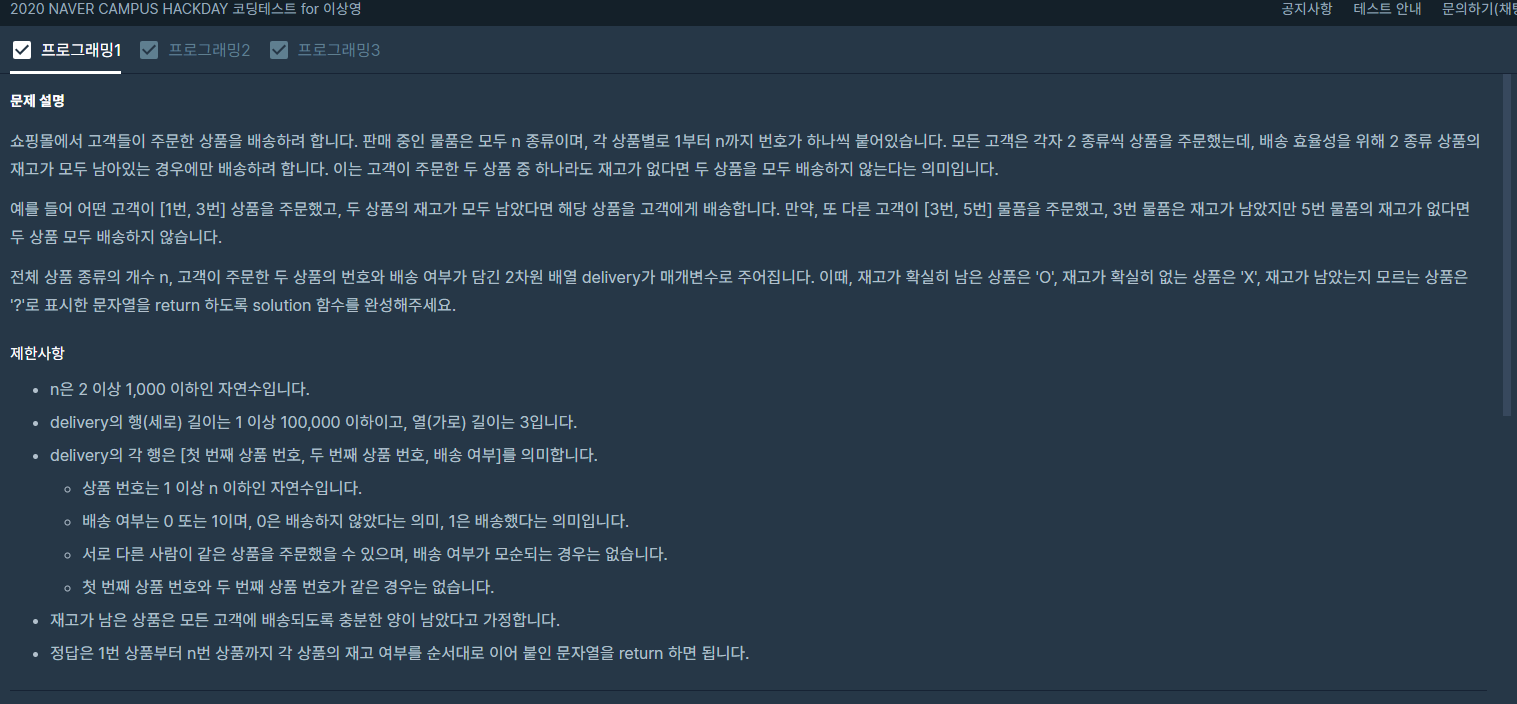 2020 NAVER CAMPUS HACKDAY 코딩테스트 for 이상영
공지사항 테스트 안내 문의하기(채팅
프로그래밍1 프로그래밍2 프로그래밍3
문제 설명
쇼핑몰에서 고객들이 주문한 상품을 배송하려 합니다. 판매 중인 물품은 모두 n 종류이며, 각 상품별로 1부터 n까지 번호가 하나씩 붙어있습니다. 모든 고객은 각자 2 종류씩 상품을 주문했는데, 배송 효율성을 위해 2 종류 상품의
재고가 모두 남아있는 경우에만 배송하려 합니다. 이는 고객이 주문한 두 상품 중 하나라도 재고가 없다면 두 상품을 모두 배송하지 않는다는 의미입니다.
예를 들어 어떤 고객이 [1번, 3번] 상품을 주문했고, 두 상품의 재고가 모두 남았다면 해당 상품을 고객에게 배송합니다. 만약, 또 다른 고객이 [3번, 5번] 물품을 주문했고, 3번 물품은 재고가 남았지만 5번 물품의 재고가 없다면
두 상품 모두 배송하지 않습니다.
전체 상품 종류의 개수 n, 고객이 주문한 두 상품의 번호와 배송 여부가 담긴 2차원 배열 delivery가 매개변수로 주어집니다. 이때, 재고가 확실히 남은 상품은 'O', 재고가 확실히 없는 상품은 'X', 재고가 남았는지 모르는 상품은
'?'로 표시한 문자열을 return 하도록 solution 함수를 완성해주세요.
제한사항
• n은 2 이상 1,000 이하인 자연수입니다.
• delivery의 행(세로) 길이는 1 이상 100,000 이하이고, 열(가로) 길이는 3입니다.
• delivery의 각 행은 [첫 번째 상품 번호, 두 번째 상품 번호, 배송 여부]를 의미합니다.
◦ 상품 번호는 1 이상 n 이하인 자연수입니다.
◦ 배송 여부는 0 또는 1이며, 0은 배송하지 않았다는 의미, 1은 배송했다는 의미입니다.
◦ 서로 다른 사람이 같은 상품을 주문했을 수 있으며, 배송 여부가 모순되는 경우는 없습니다.
◦ 첫 번째 상품 번호와 두 번째 상품 번호가 같은 경우는 없습니다.
• 재고가 남은 상품은 모든 고객에 배송되도록 충분한 양이 남았다고 가정합니다.
• 정답은 1번 상품부터 n번 상품까지 각 상품의 재고 여부를 순서대로 이어 붙인 문자열을 return 하면 됩니다.